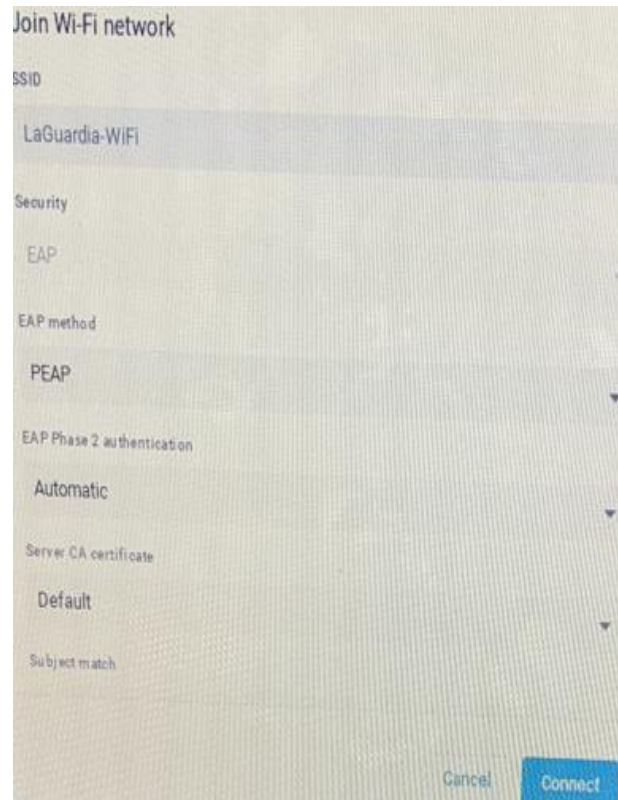 Join Wi-Fi network
SSID
LaGuardia-WiFi
Security
EAP
EAP method
PEAP
EAP Phase 2 authentication
Automatic
Server CA certificate
Default
Subject match
Cancel
Connect